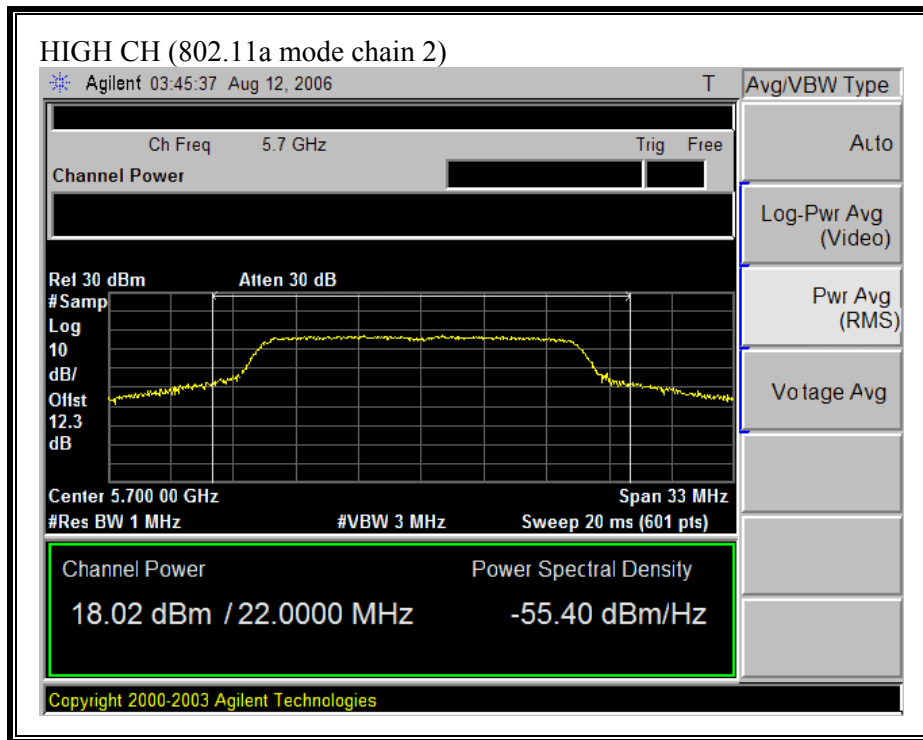 HIGH CH (802.11a mode chain 2)
Agilent 03:45:37 Aug 12, 2006 T
Avg/VBW Type
Ch Freq 5.7 GHz Trig Free
Channel Power
Auto
Log-Pwr Avg
(Video)
Pwr Avg
(RMS)
Votage Avg
Ref 30 dBm Atten 30 dB
#Samp
Log
10
dB/
Offst
12.3
dB
Center 5.700 00 GHz Span 33 MHz
#Res BW 1 MHz #VBW 3 MHz Sweep 20 ms (601 pts)
Channel Power Power Spectral Density
18.02 dBm / 22.0000 MHz -55.40 dBm/Hz
Copyright 2000-2003 Agilent Technologies